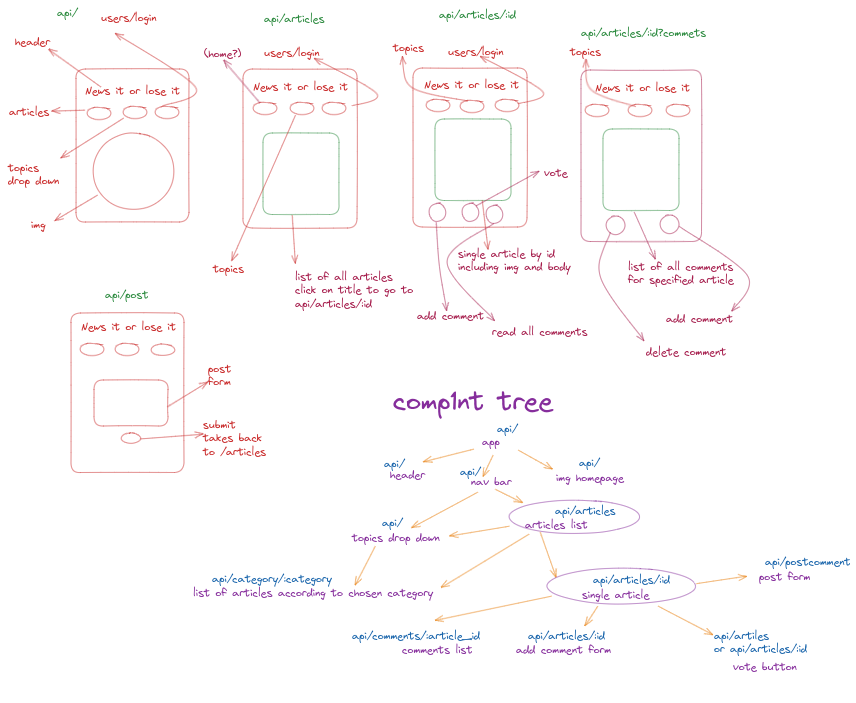 api/
users/login
header
News it or lose it
articles
topics
drop down
img
api/articles
(home?)
users/login
News it or lose it
topics
list of all articles
click on title to go to
api/articles/:id
api/articles/:id
topics
users/login
News it or lose it
vote
single article by id
including img and body
add comment
read all comments
api/articles/:id?commets
topics
News it or lose it
list of all comments
for specified article
add comment
delete comment
api/post
News it or lose it
post
form
submit
takes back
to /articles
comp1nt tree
api/
app
api/
header
api/
nav bar
api/
img homepage
api/articles
articles list
api/
topics drop down
api/category/:category
list of articles according to chosen category
api/articles/:id
single article
api/postcomment
post form
api/comments/:article_id
comments list
api/articles/:id
add comment form
api/artiles
or api/articles/:id
vote button